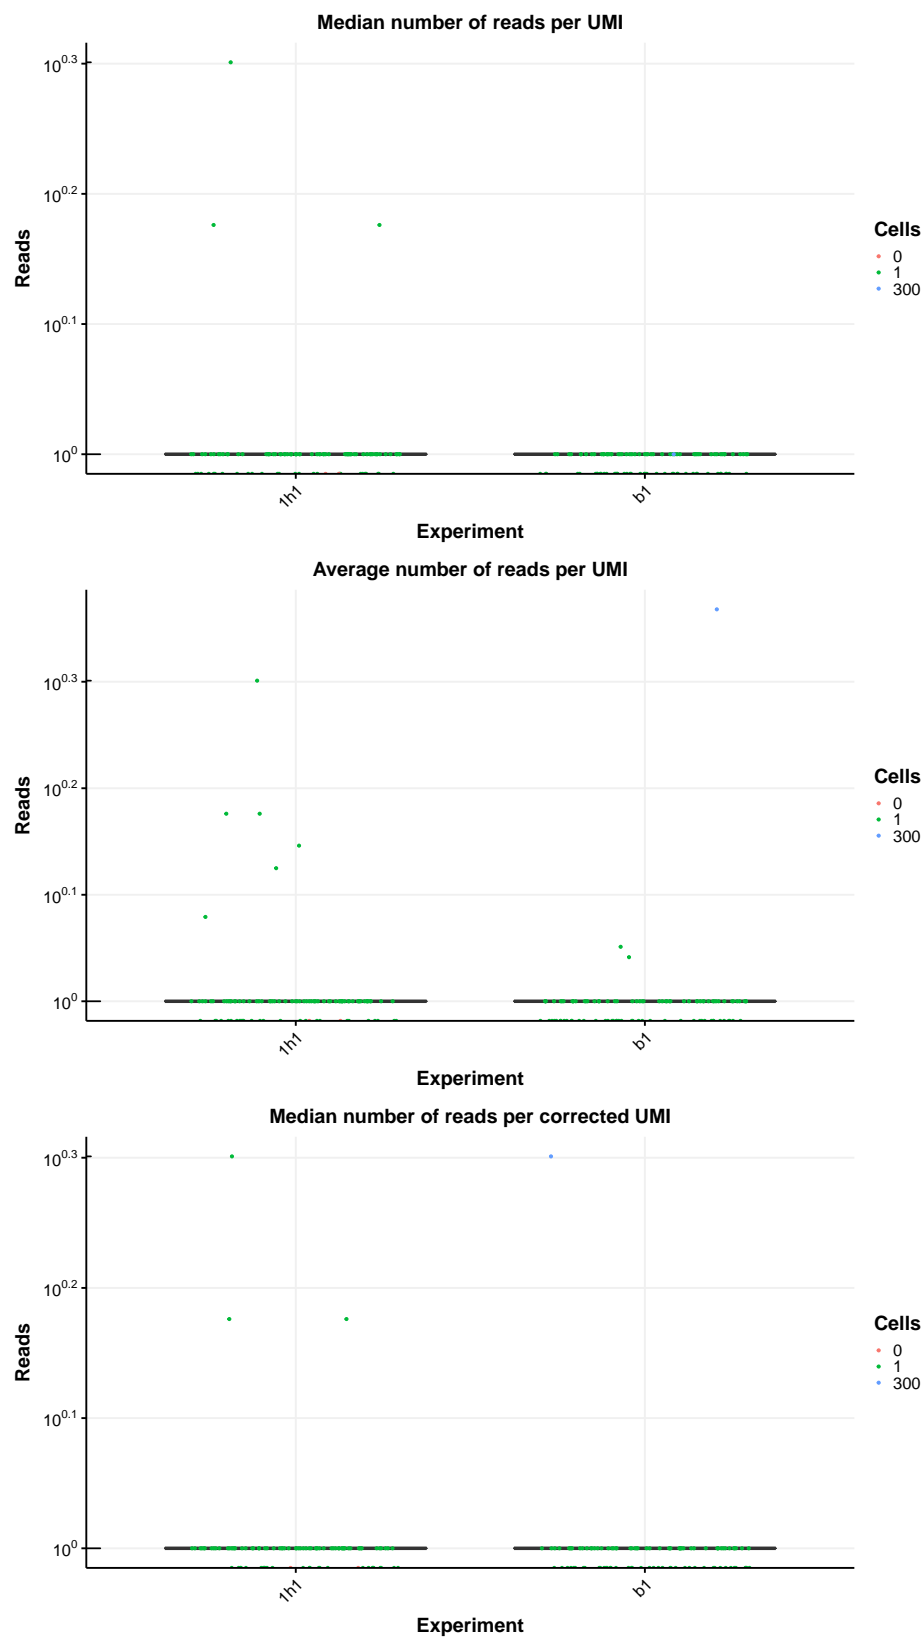 Median number of reads per UMI
10^0.3
10^0.2
10^0.1
10^0
Reads
1h1
b1
Experiment
Cells
0
1
300
Average number of reads per UMI
10^0.3
10^0.2
10^0.1
10^0
Reads
1h1
b1
Experiment
Cells
0
1
300
Median number of reads per corrected UMI
10^0.3
10^0.2
10^0.1
10^0
Reads
1h1
b1
Experiment
Cells
0
1
300